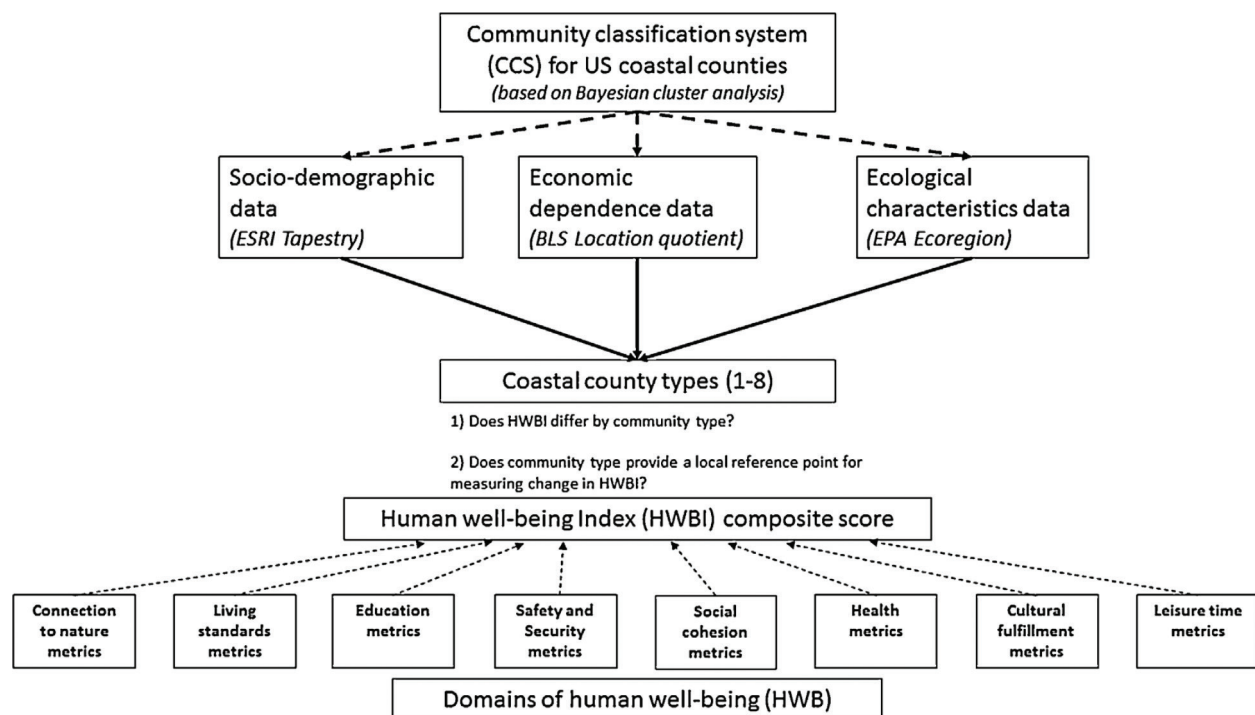 Community classification system
(CCS) for US coastal counties
(based on Bayesian cluster analysis)
Socio-demographic
data
(ESRI Tapestry)
Economic
dependence data
(BLS Location quotient)
Ecological
characteristics data
(EPA Ecoregion)
Coastal county types (1-8)
1) Does HWBI differ by community type?
2) Does community type provide a local reference point for
measuring change in HWBI?
Human well-being Index (HWBI) composite score
Connection
to nature
metrics
Living
standards
metrics
Education
metrics
Safety and
Security
metrics
Social
cohesion
metrics
Health
metrics
Cultural
fulfillment
metrics
Leisure time
metrics
Domains of human well-being (HWB)